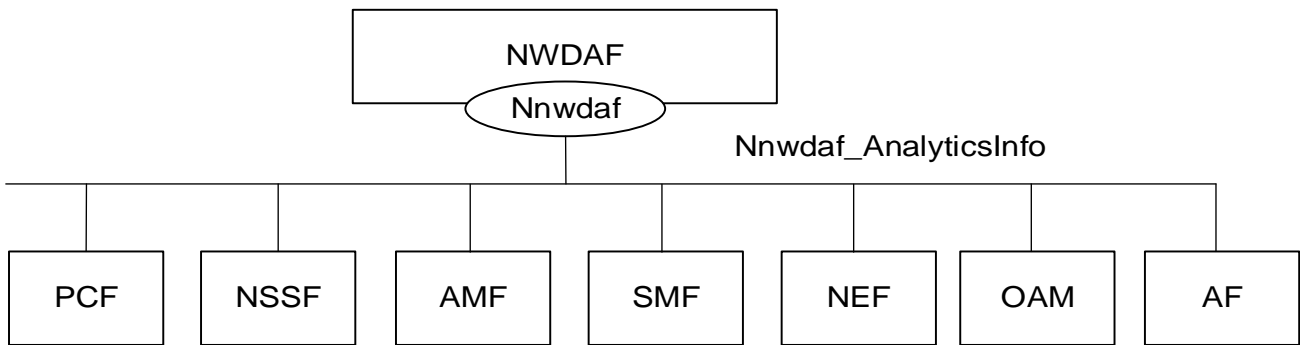 NWDAF
Nnwdaf
Nnwdaf_AnalyticsInfo
PCF NSSF AMF SMF NEF OAM AF